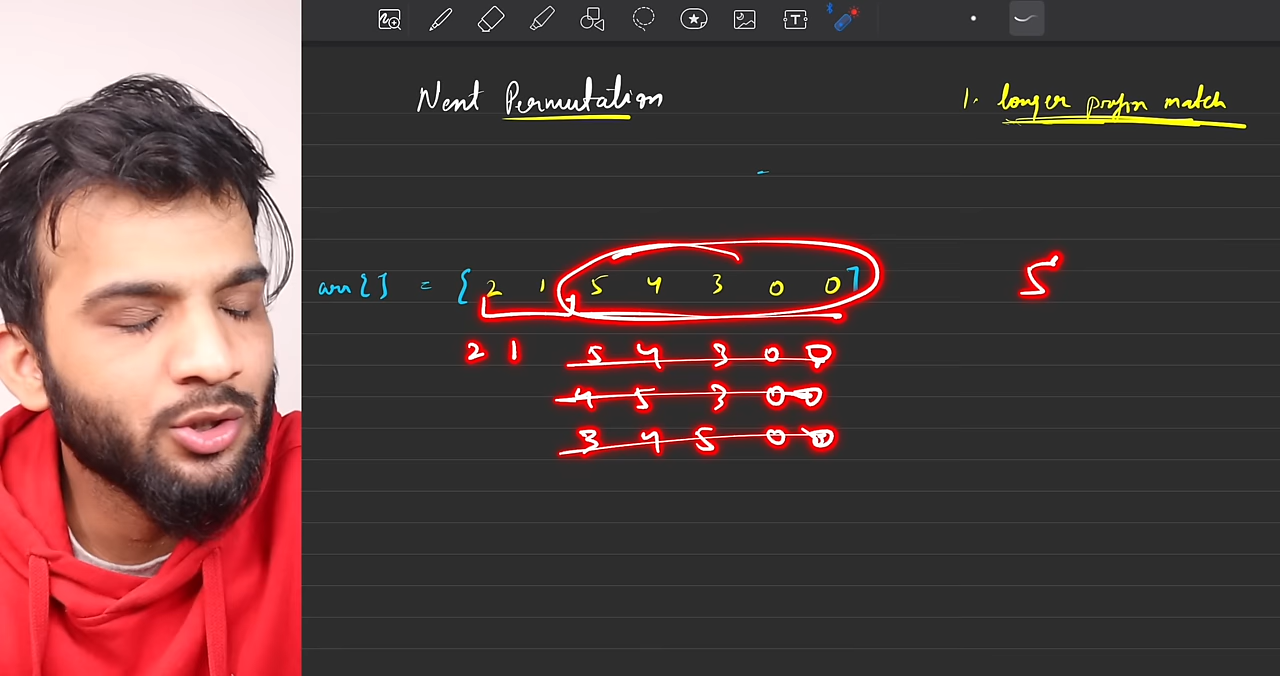 Next Permutation
1. longer prefix match
arr[] = {2 1 5 4 3 0 0}
5
2 1 5 4 3 0 0
4 5 3 0 0
3 4 5 0 0